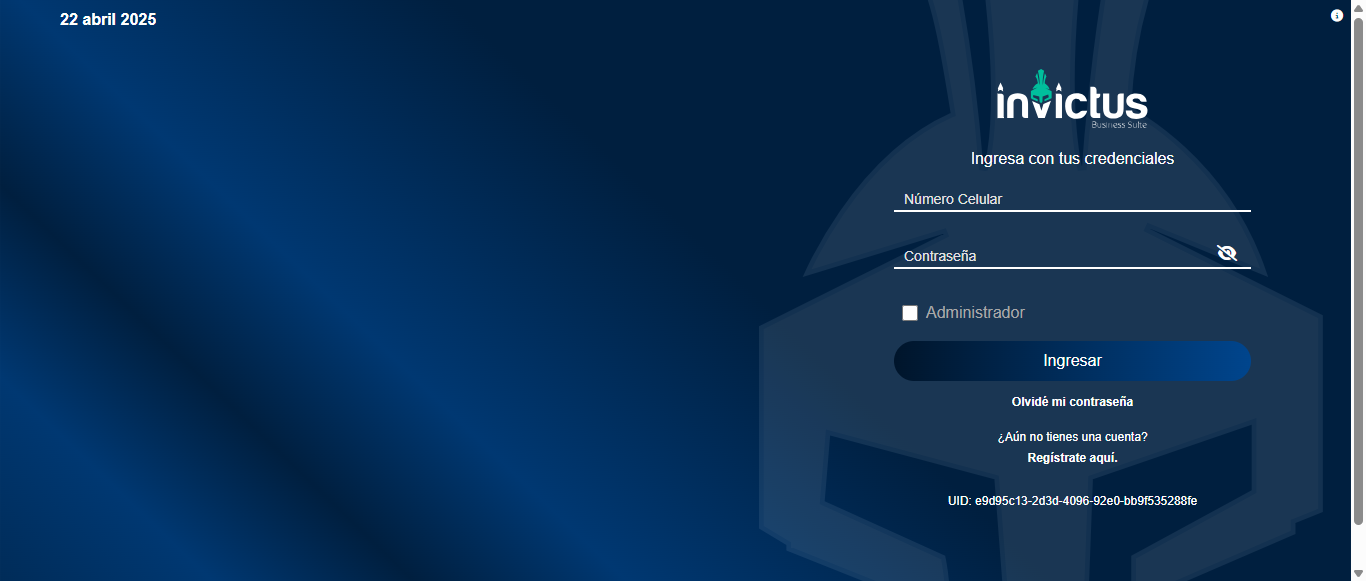 22 abril 2025
invictus
Business Suite
Ingresa con tus credenciales
Número Celular
Contraseña
Administrador
Ingresar
Olvidé mi contraseña
¿Aún no tienes una cuenta?
Regístrate aquí.
UID: e9d95c13-2d3d-4096-92e0-bb9f535288fe